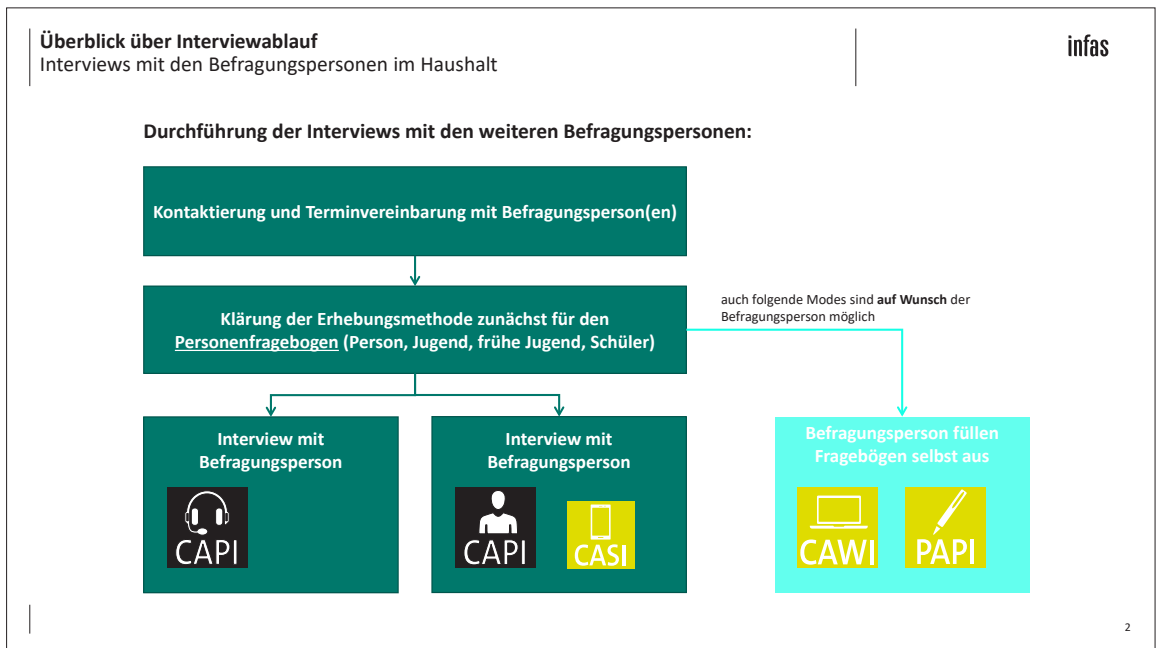 Überblick über Interviewablauf
Interviews mit den Befragungspersonen im Haushalt
infas
Durchführung der Interviews mit den weiteren Befragungspersonen:
Kontaktierung und Terminvereinbarung mit Befragungsperson(en)
Klärung der Erhebungsmethode zunächst für den
Personenfragebogen (Person, Jugend, frühe Jugend, Schüler)
auch folgende Modes sind auf Wunsch der
Befragungsperson möglich
Interview mit
Befragungsperson
CAPI
Interview mit
Befragungsperson
CAPI
CASI
Befragungsperson füllen
Fragebögen selbst aus
CAWI
PAPI
2